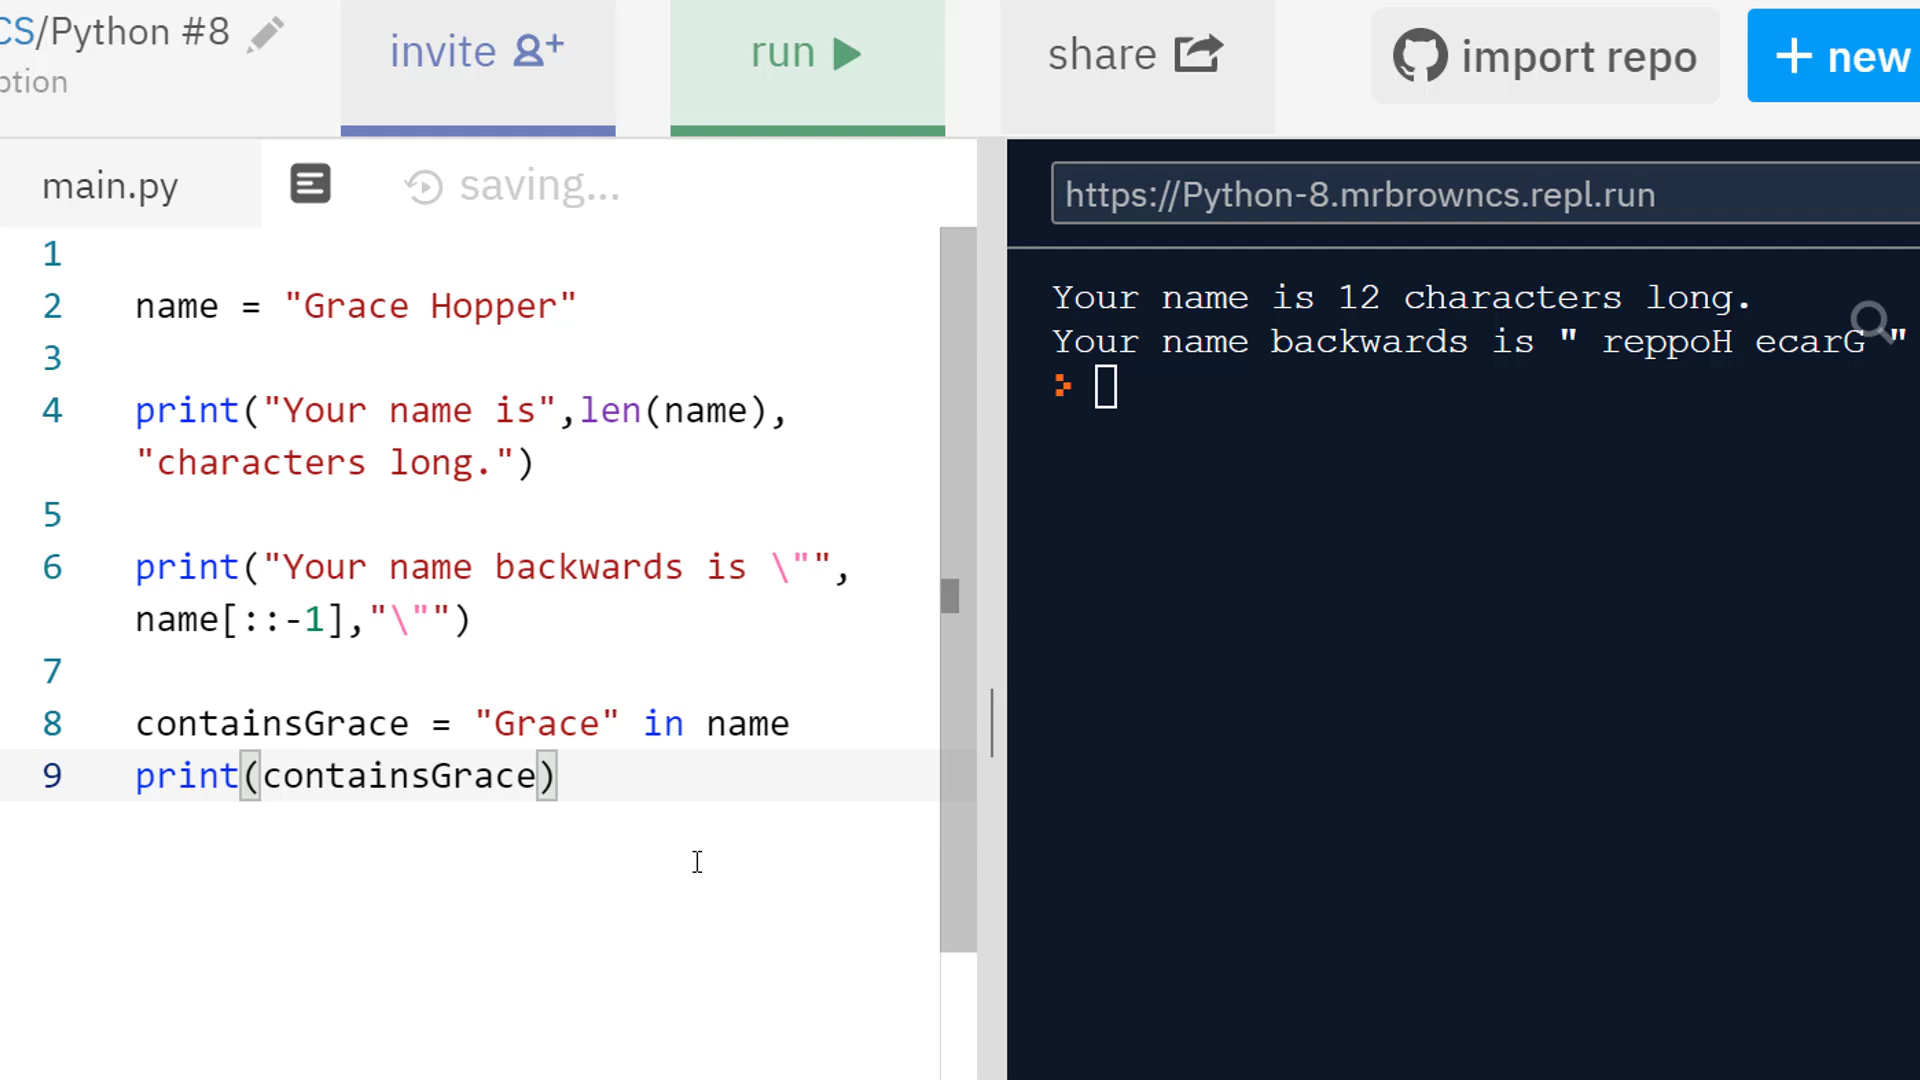 CS/Python #8
ption
invite
run
share
import repo
+ new
main.py
saving...
https://Python-8.mrbrowncs.repl.run
1
2 name = "Grace Hopper"
3
4 print("Your name is",len(name),
"characters long.")
5
6 print("Your name backwards is \"",
name[::-1],"\"")
7
8 containsGrace = "Grace" in name
9 print(containsGrace)
Your name is 12 characters long.
Your name backwards is " reppoH ecarG "